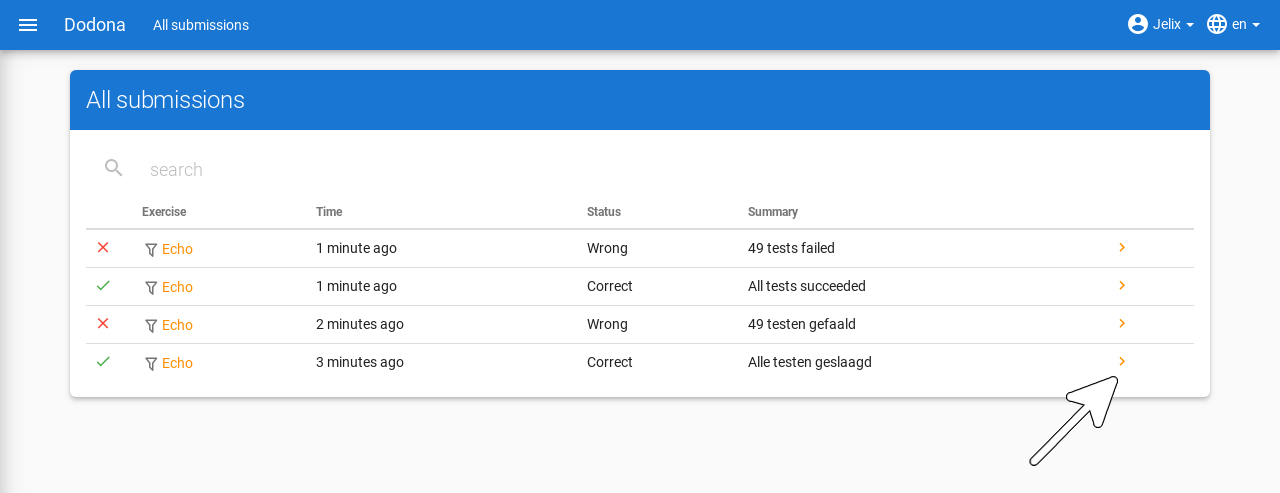 Dodona All submissions Jelix en
All submissions
search
Exercise Time Status Summary
Echo 1 minute ago Wrong 49 tests failed
Echo 1 minute ago Correct All tests succeeded
Echo 2 minutes ago Wrong 49 testen gefaald
Echo 3 minutes ago Correct Alle testen geslaagd